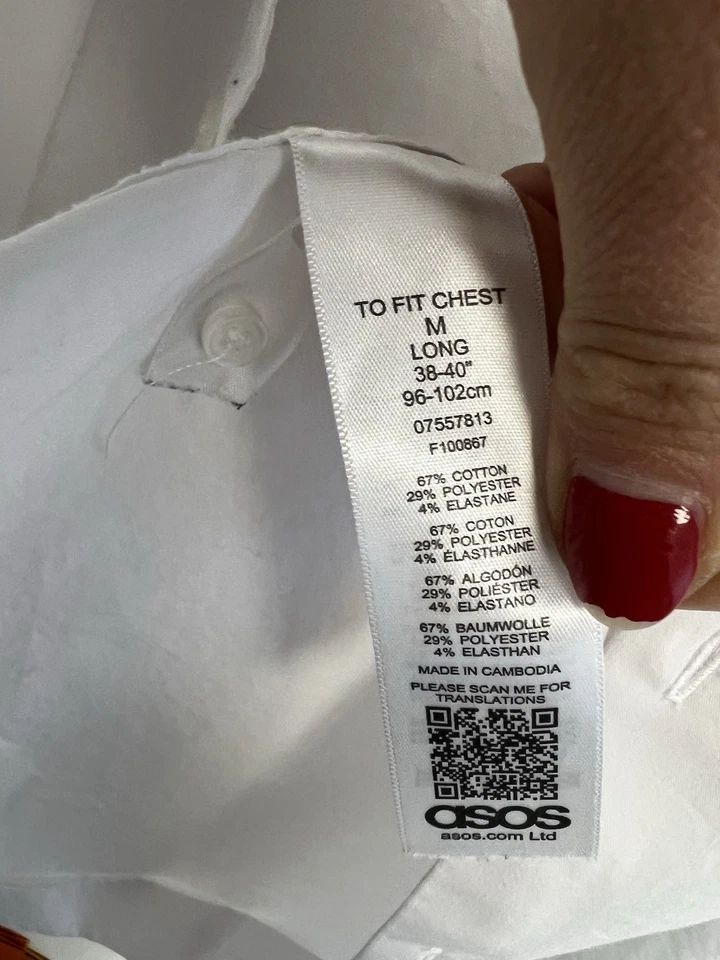 TO FIT CHEST
M
LONG
38-40"
96-102cm
07557813
F100867
67% COTTON
29% POLYESTER
4% ELASTANE
67% COTON
29% POLYESTER
4% ÉLASTHANNE
67% ALGODÓN
29% POLIÉSTER
4% ELASTANO
67% BAUMWOLLE
29% POLYESTER
4% ELASTHAN
MADE IN CAMBODIA
PLEASE SCAN ME FOR
TRANSLATIONS
asos
asos.com Ltd